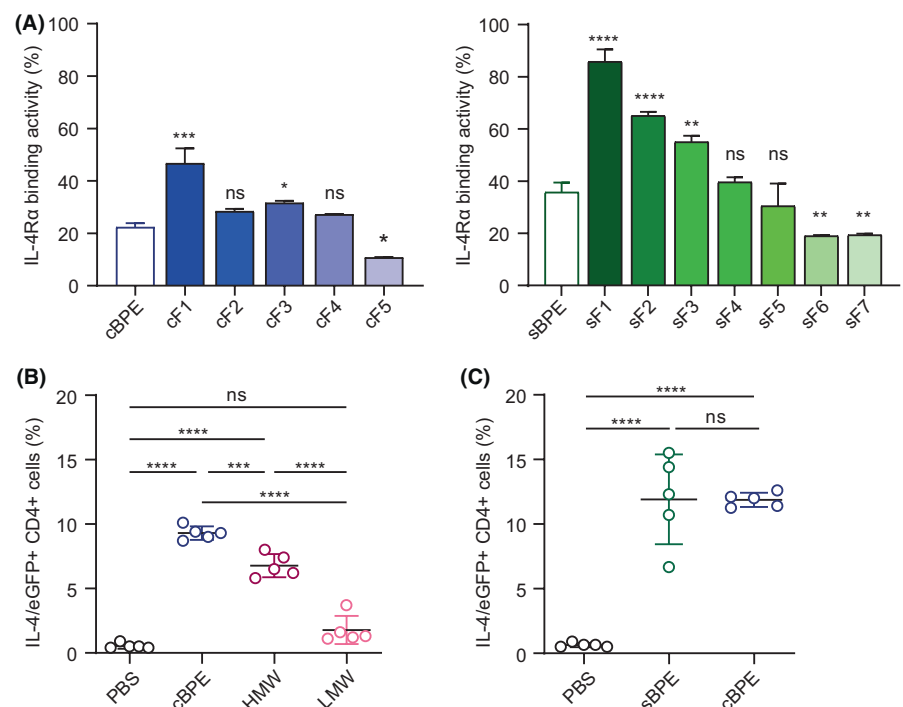 (A)
100
80
60
40
20
0
IL-4Rα binding activity (%)
***
ns
*
ns
*
cBPE
cF1
cF2
cF3
cF4
cF5
100
80
60
40
20
0
IL-4Rα binding activity (%)
****
****
**
ns
ns
**
**
sBPE
sF1
sF2
sF3
sF4
sF5
sF6
sF7
(B)
20
15
10
5
0
IL-4/eGFP+ CD4+ cells (%)
ns
****
**** *** ****
****
PBS
cBPE
HMW
LMW
(C)
20
15
10
5
0
IL-4/eGFP+ CD4+ cells (%)
****
**** ns
PBS
sBPE
cBPE